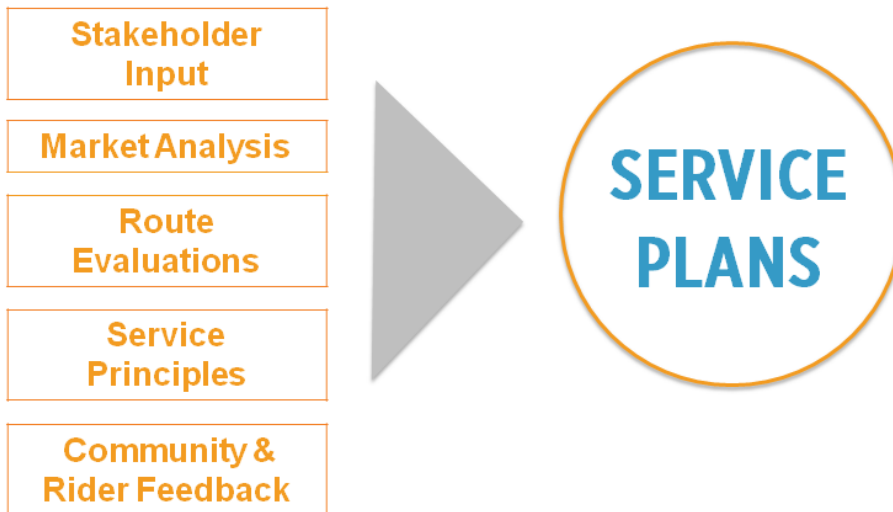 Stakeholder
Input
Market Analysis
Route
Evaluations
Service
Principles
Community &
Rider Feedback
SERVICE
PLANS